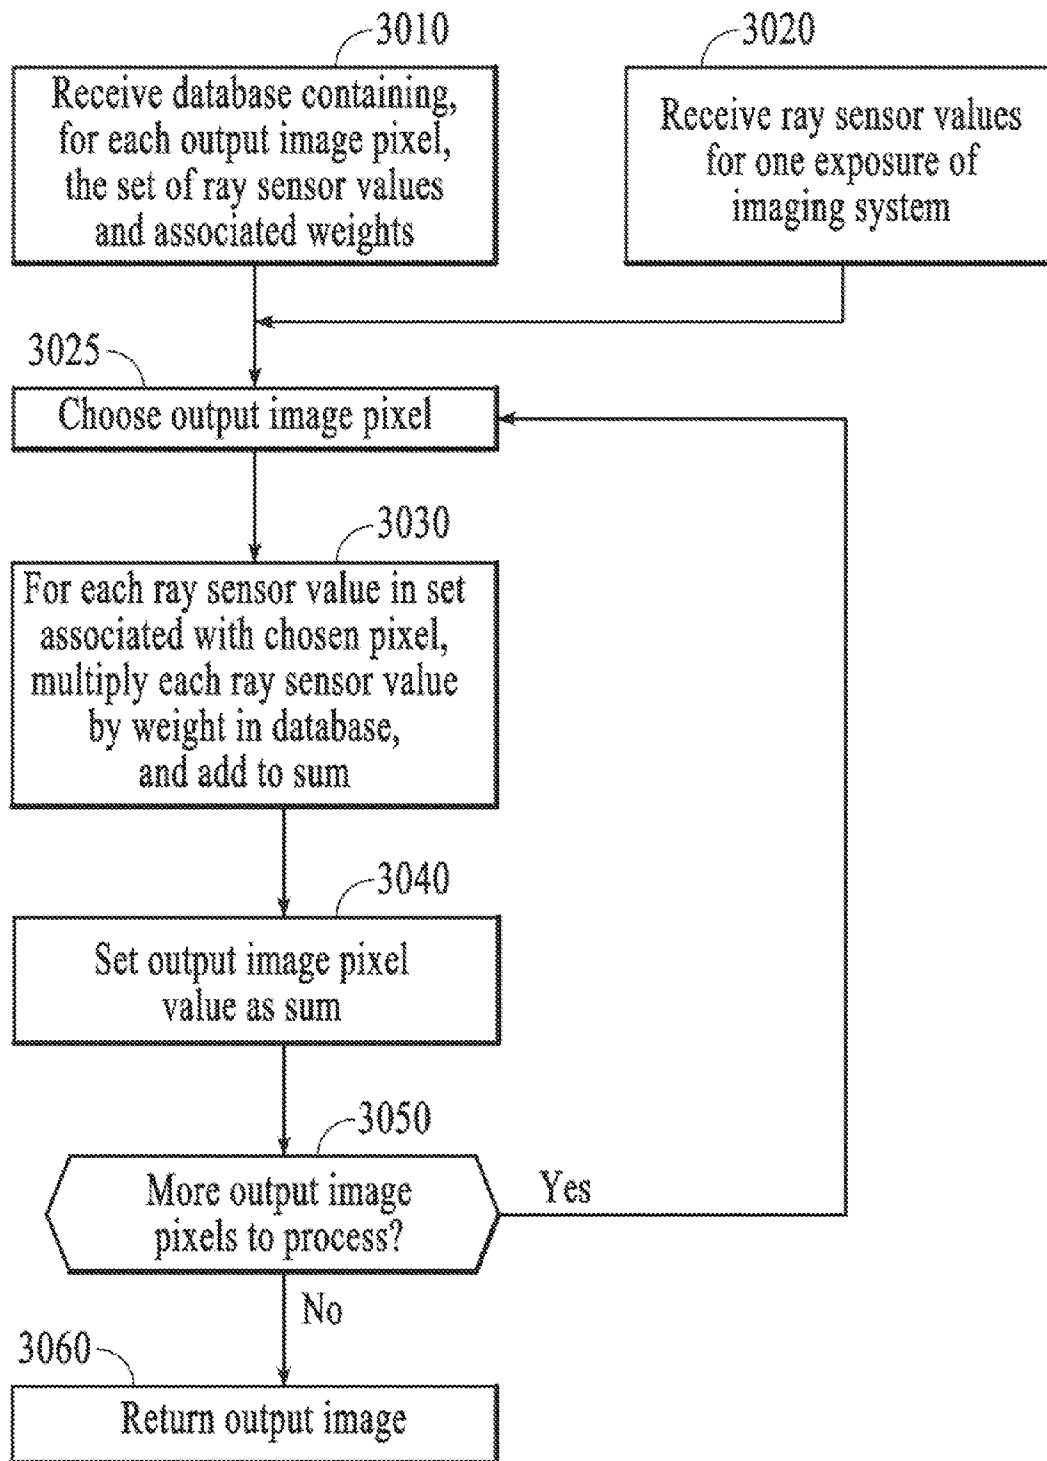 3010
Receive database containing,
for each output image pixel,
the set of ray sensor values
and associated weights
3020
Receive ray sensor values
for one exposure of
imaging system
3025
Choose output image pixel
3030
For each ray sensor value in set
associated with chosen pixel,
multiply each ray sensor value
by weight in database,
and add to sum
3040
Set output image pixel
value as sum
3050
More output image
pixels to process?
Yes
No
3060
Return output image